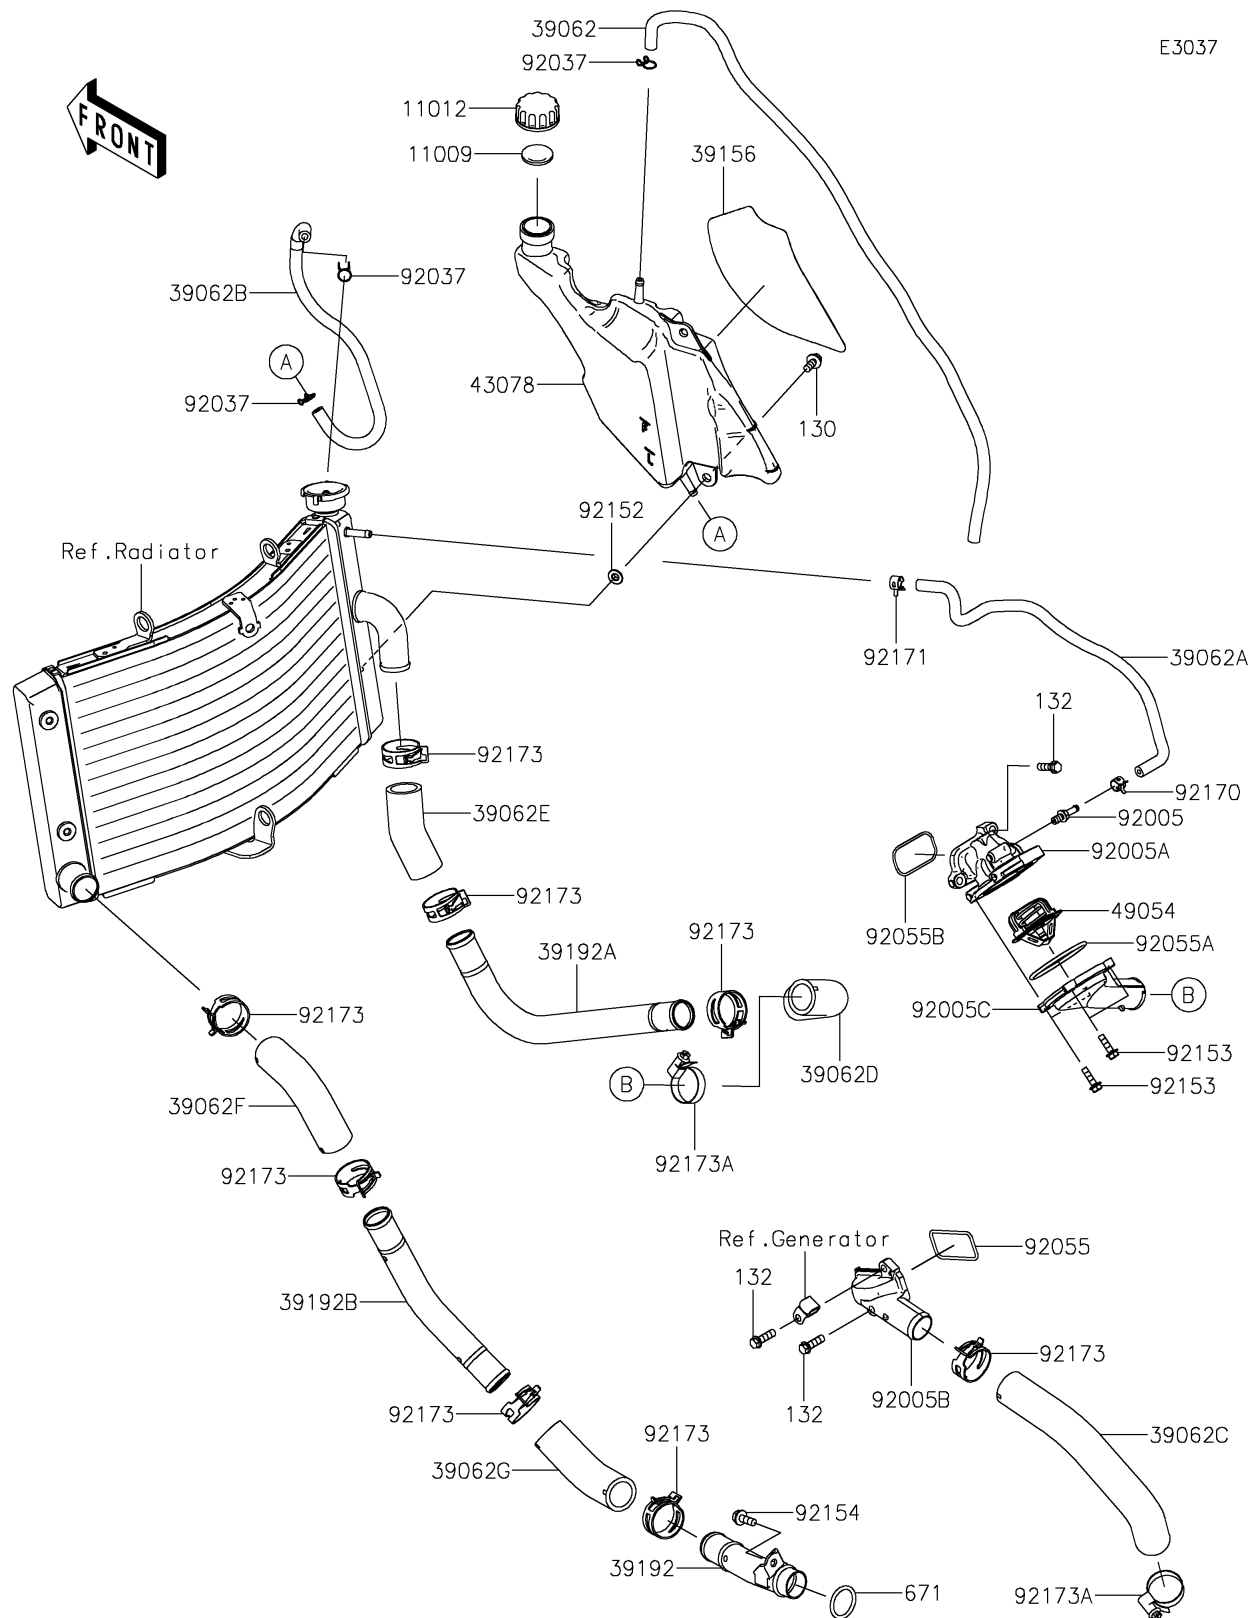 39062
E3037
92037
FRONT
11012
11009
39156
92037
39062B
A
92037
43078
130
92152
A
Ref.Radiator
92171
39062A
132
92173
92170
39062E
92005
92005A
92173
49054
92173
92055B
92055A
39192A
92005C
B
92173
92153
39062D
B
92153
39062F
92173A
92173
Ref.Generator
92055
132
39192B
92173
132
92005B
92173
92173
39062C
39062G
92154
39192
671
92173A